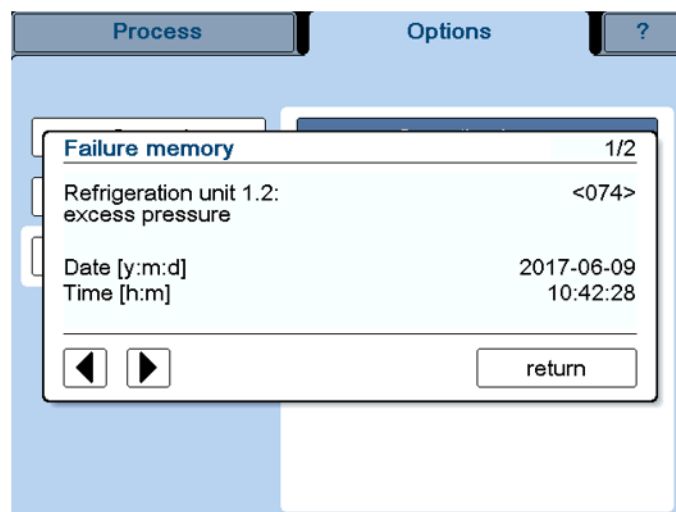 Process
Options
?
Failure memory
1/2
Refrigeration unit 1.2:
<074>
excess pressure
Date [y:m:d]
2017-06-09
Time [h:m]
10:42:28
return